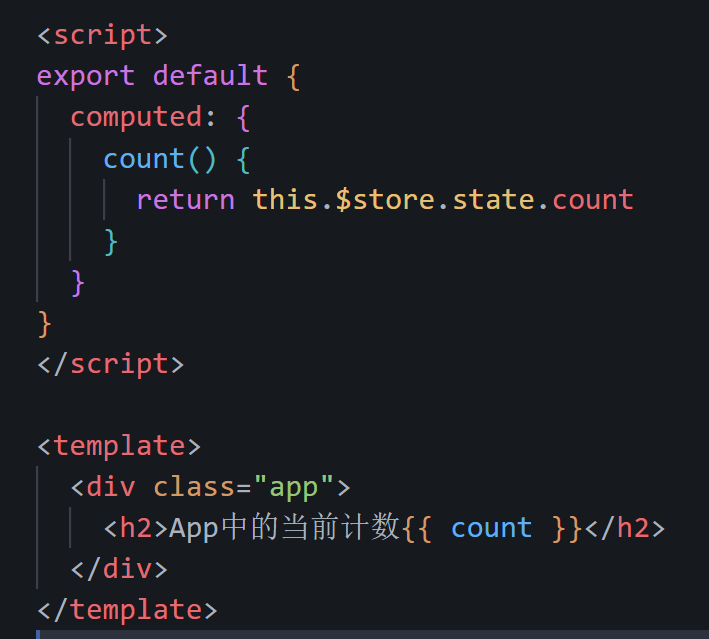 <script>
export default {
  computed: {
    count() {
      return this.$store.state.count
    }
  }
}
</script>

<template>
  <div class="app">
    <h2>App中的当前计数{{ count }}</h2>
  </div>
</template>